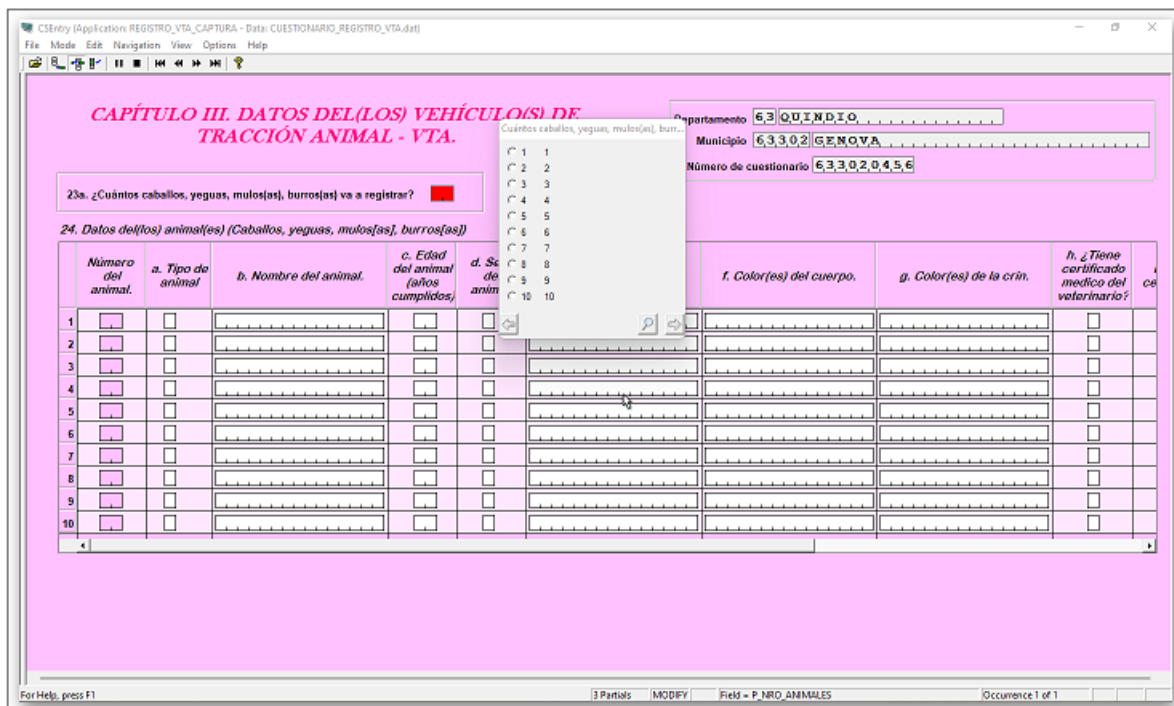 CSEntry (Application: REGISTRO_VTA_CAPTURA - Data: CUESTIONARIO_REGISTRO_VTA.dat)
File Mode Edit Navigation View Options Help
CAPÍTULO III. DATOS DEL(LOS) VEHÍCULO(S) DE
TRACCIÓN ANIMAL - VTA.
Departamento 63 QUINDIO
Municipio 63302 GENOVA
Número de cuestionario 633020456
Cuántos caballos, yeguas, mulos(as), burr...
1 1
2 2
3 3
4 4
5 5
6 6
7 7
8 8
9 9
10 10
23a. ¿Cuántos caballos, yeguas, mulos(as), burros(as) va a registrar?
24. Datos del(los) animal(es) (Caballos, yeguas, mulos[as], burros[as])
Número del animal.
a. Tipo de animal
b. Nombre del animal.
c. Edad del animal (años cumplidos)
d.
f. Color(es) del cuerpo.
g. Color(es) de la crin.
h. ¿Tiene certificado medico del veterinario?
1
2
3
4
5
6
7
8
9
10
For Help, press F1
3 Partials
MODIFY
Field = P_NRO_ANIMALES
Occurrence 1 of 1